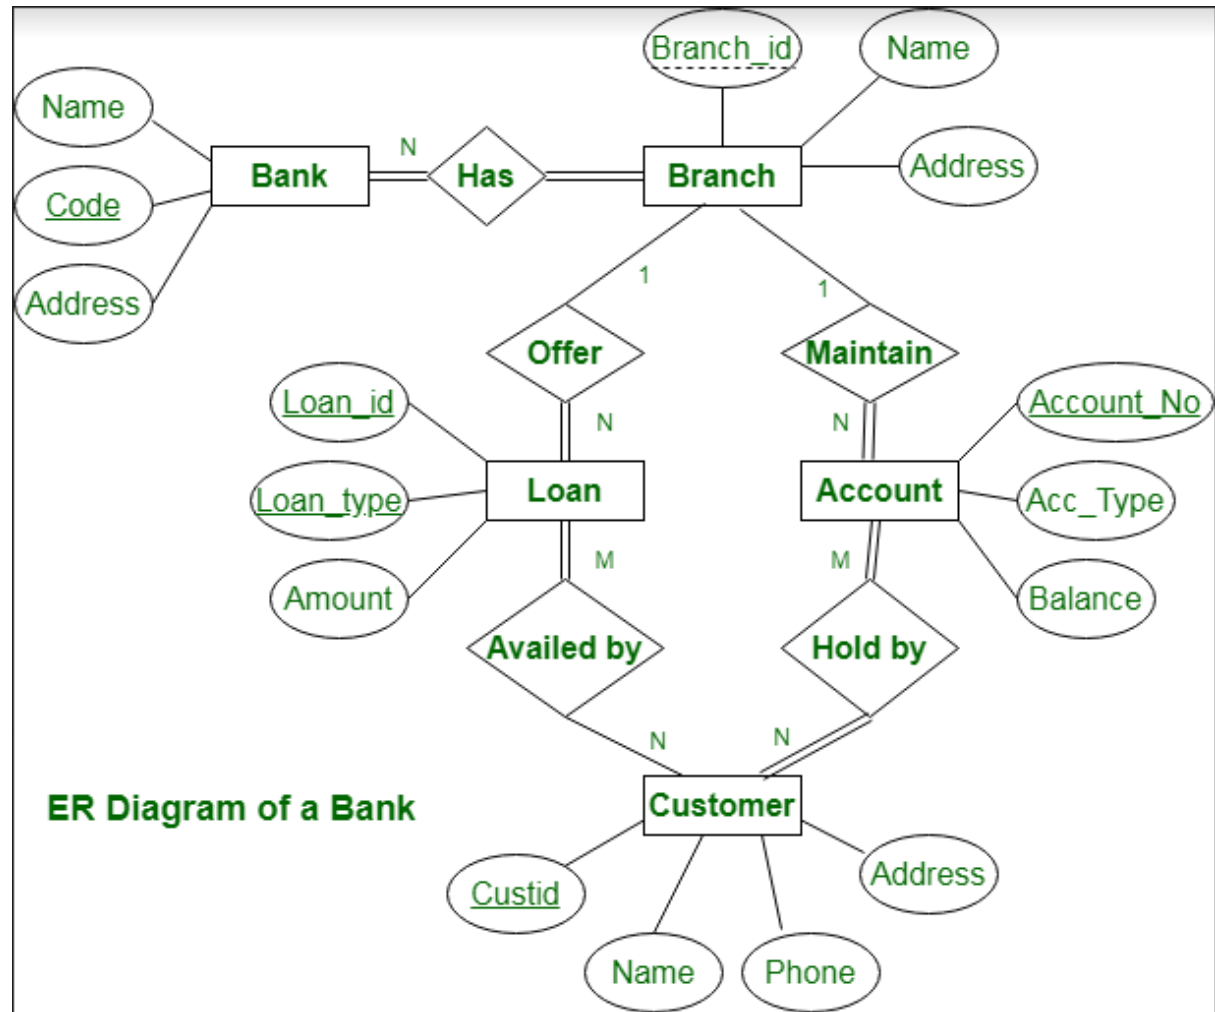 Branch_id
Name
Name
Bank
N
Has
Branch
Address
Code
Address
1
1
Offer
Maintain
Loan_id
N
N
Account_No
Loan_type
Loan
Account
Acc_Type
Amount
M
M
Balance
Availed by
Hold by
N
N
ER Diagram of a Bank
Customer
Custid
Address
Name
Phone